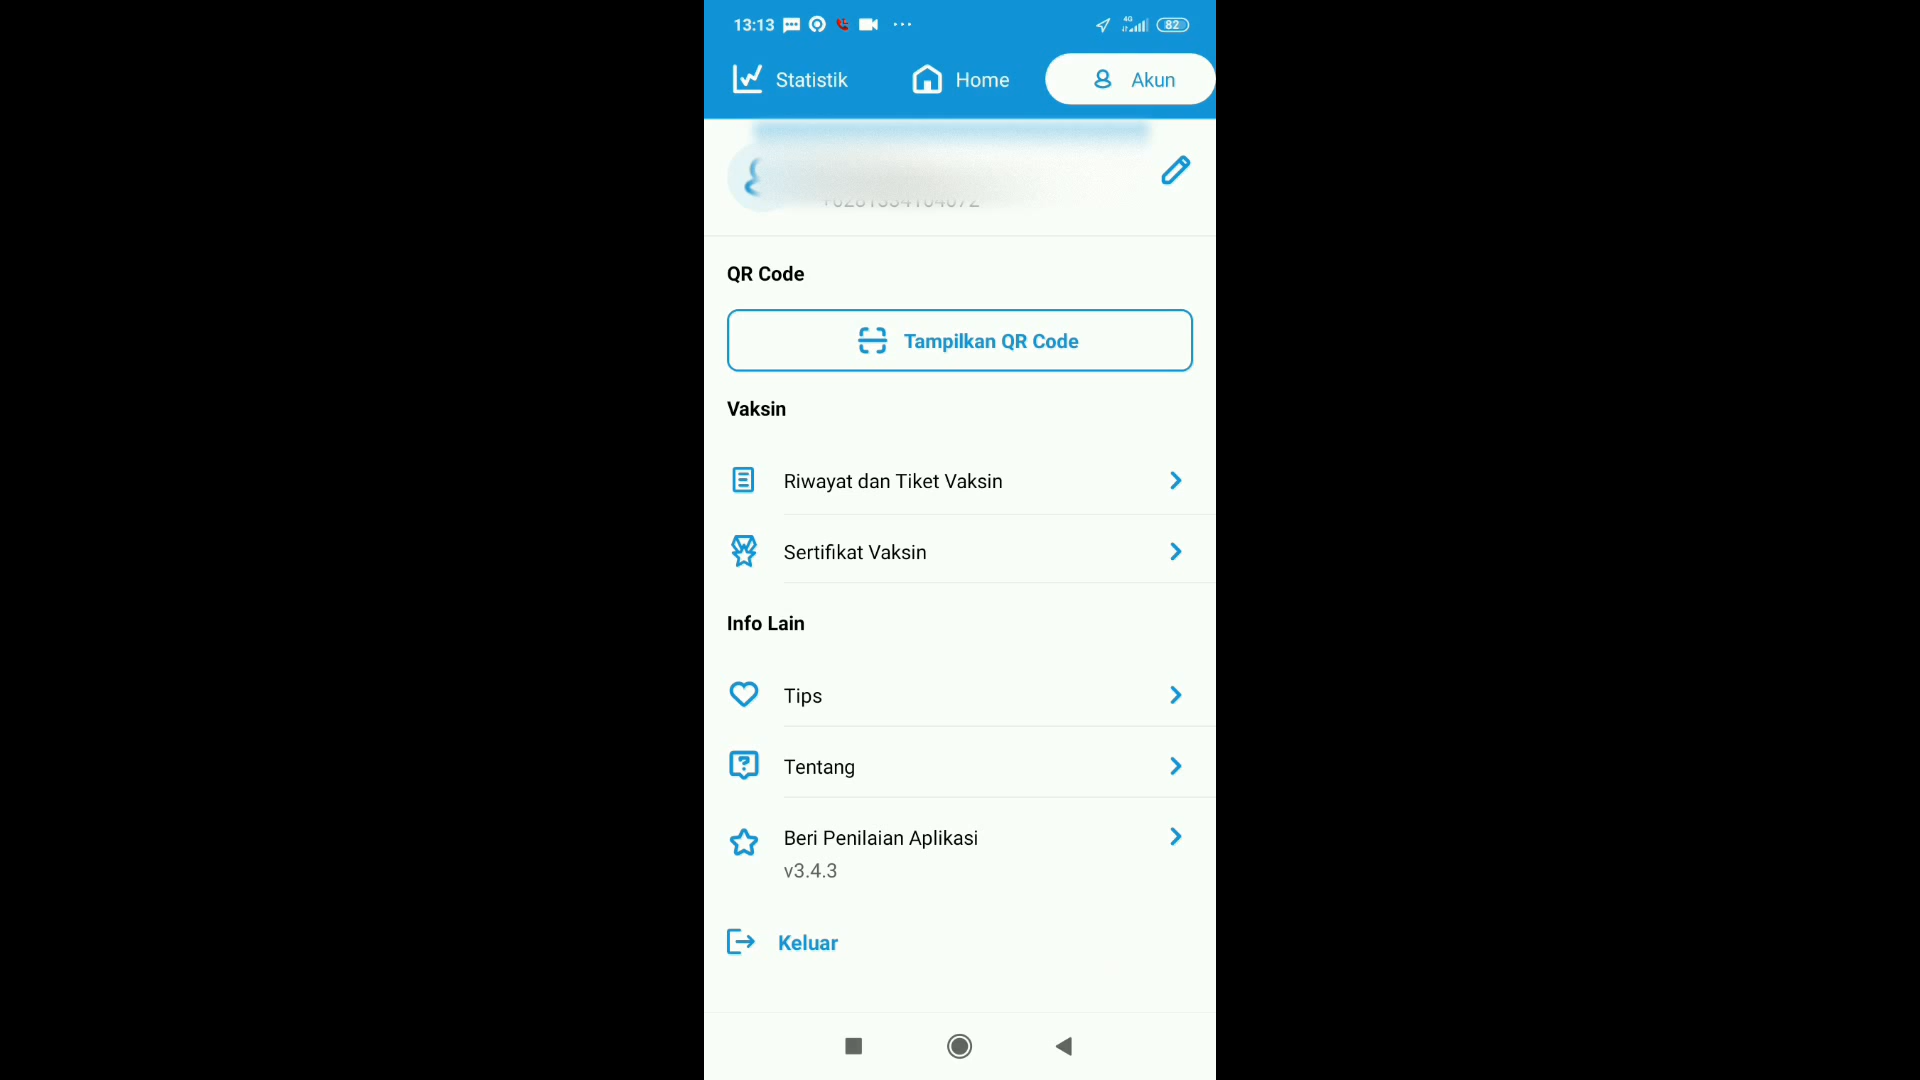 13:13
4G
82
Statistik
Home
Akun
QR Code
Tampilkan QR Code
Vaksin
Riwayat dan Tiket Vaksin
Sertifikat Vaksin
Info Lain
Tips
Tentang
Beri Penilaian Aplikasi
v3.4.3
Keluar